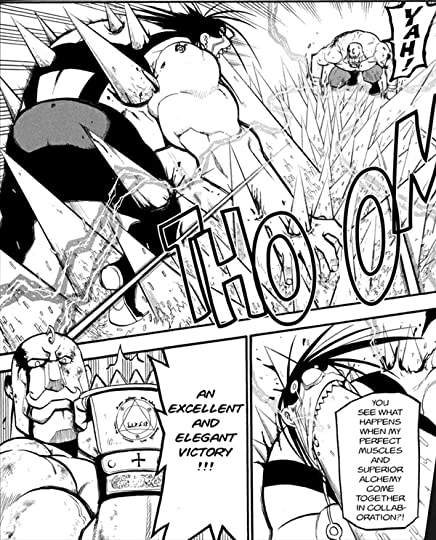 YAH!
THOOM
YOU
SEE WHAT
HAPPENS
WHEN MY
PERFECT
MUSCLES
AND
SUPERIOR
ALCHEMY
COME
TOGETHER
IN COLLAB-
ORATION?!
AN
EXCELLENT
AND
ELEGANT
VICTORY
!!!